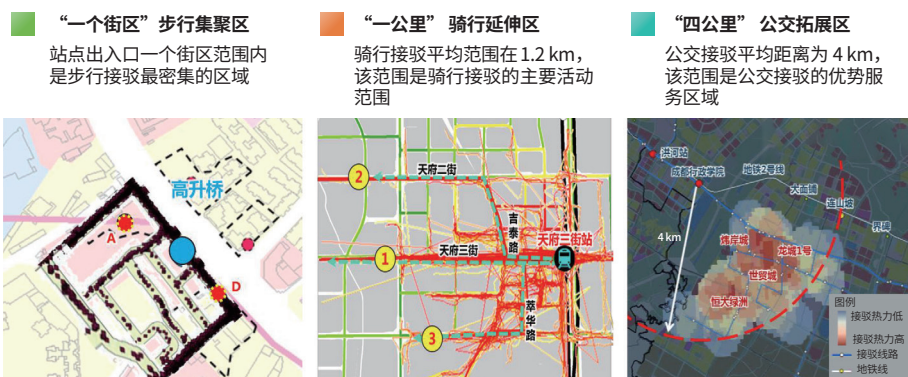 “一个街区”步行集聚区
站点出入口一个街区范围内
是步行接驳最密集的区域
“一公里” 骑行延伸区
骑行接驳平均范围在 1.2 km，
该范围是骑行接驳的主要活动
范围
“四公里” 公交拓展区
公交接驳平均距离为 4 km，
该范围是公交接驳的优势服
务区域
高升桥
A
D
天府二街
2
吉泰路
天府三街站
天府三街
1
萃华路
3
洪河站
成都行政学院
地铁2号线
大面铺
连山坡
界牌
4 km
炜岸城
龙城1号
世贸城
恒大绿洲
图例
接驳热力低
接驳热力高
接驳线路
地铁线